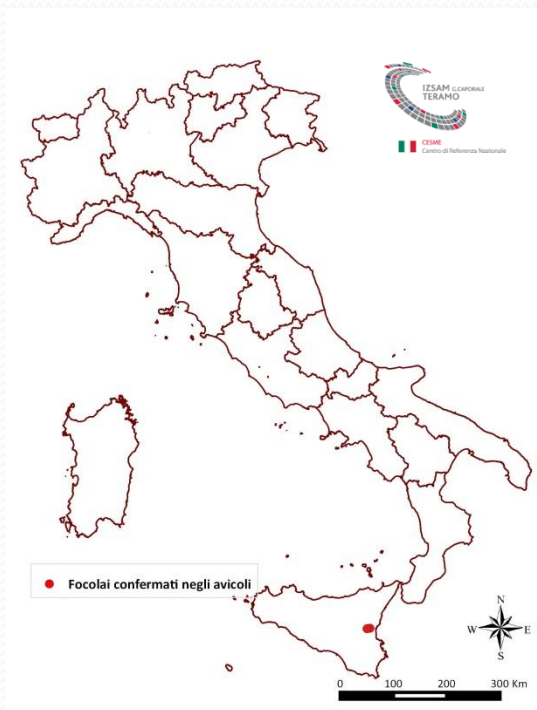 IZSAM G.CAPORALE
TERAMO
CESME
Centro di Referenza Nazionale
Focolai confermati negli avicoli
N
W E
S
0 100 200 300 Km